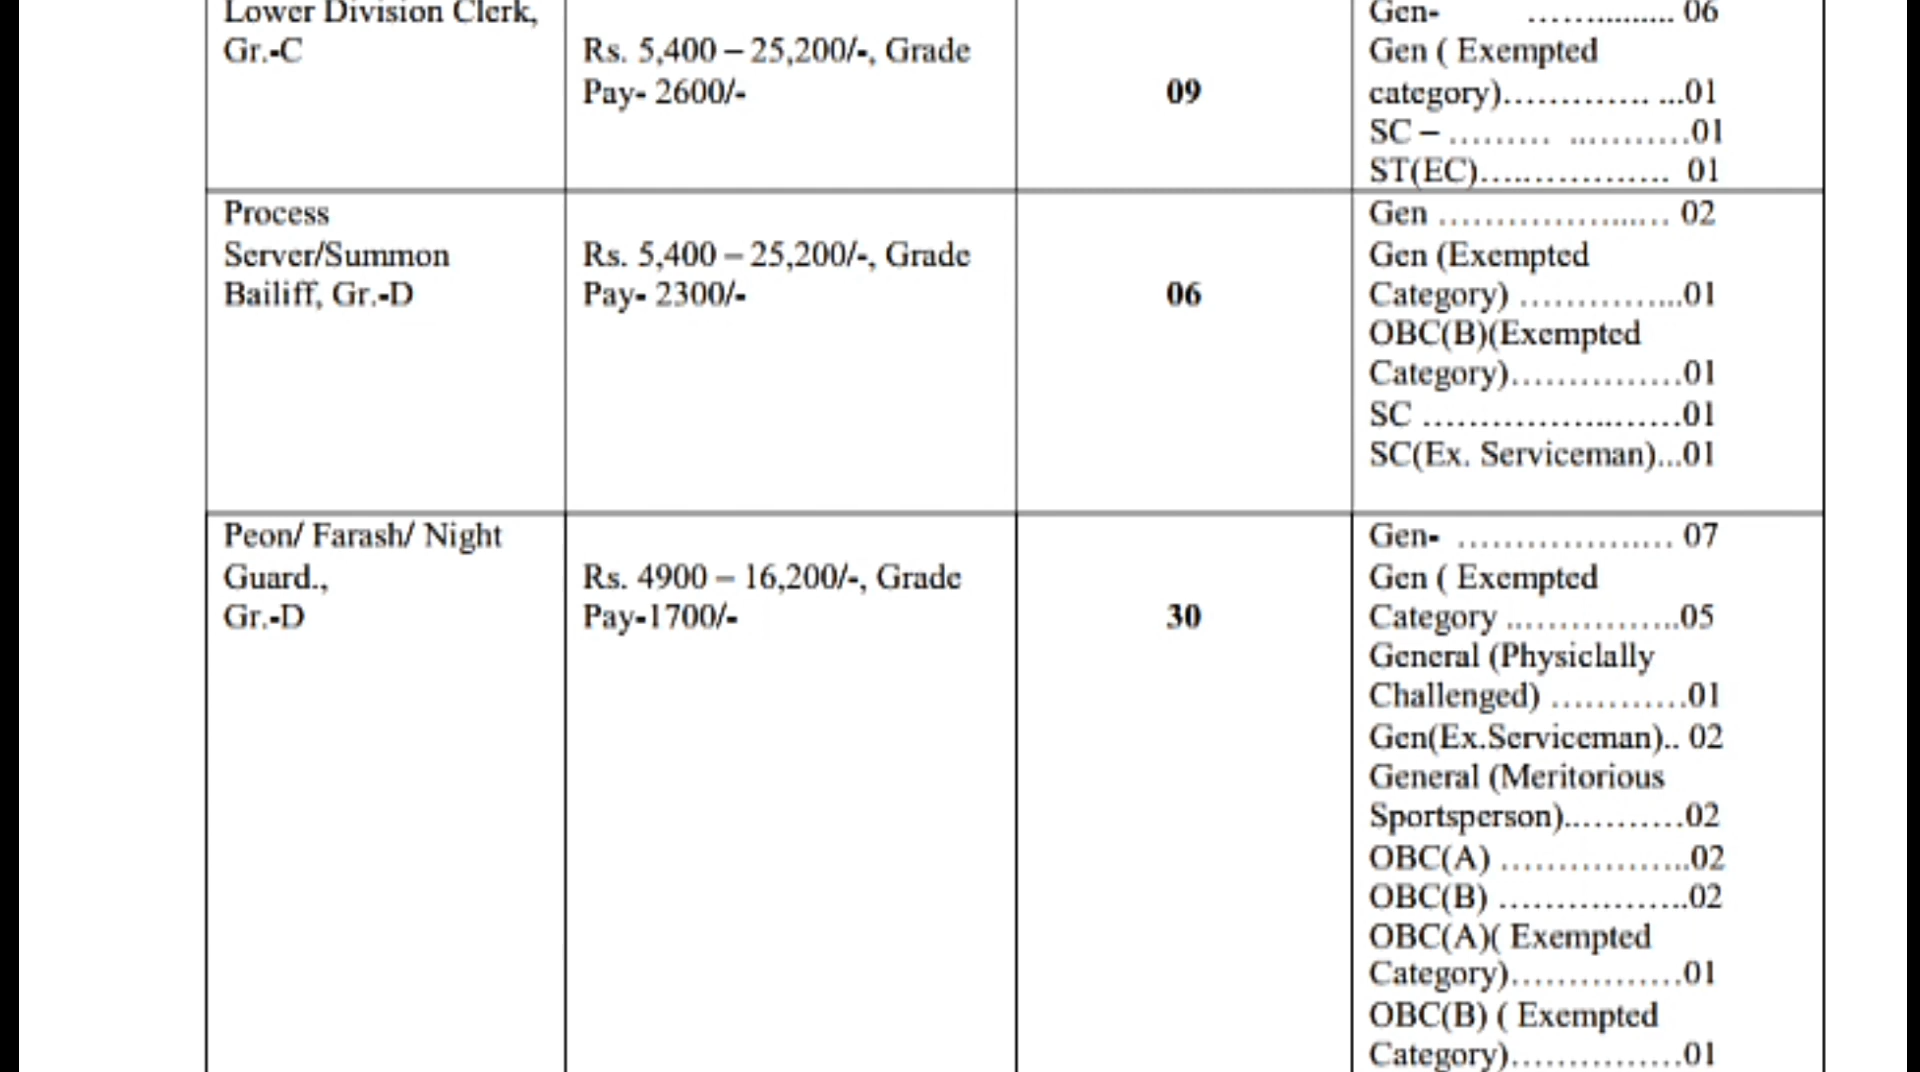 Lower Division Clerk,
Gr.-C
Rs. 5,400 – 25,200/-, Grade
Pay- 2600/-
09
Gen- ............... 06
Gen ( Exempted
category)................ ...01
SC – ......... ...........01
ST(EC)................. 01
Process
Server/Summon
Bailiff, Gr.-D
Rs. 5,400 – 25,200/-, Grade
Pay- 2300/-
06
Gen ....................... 02
Gen (Exempted
Category) ...............01
OBC(B)(Exempted
Category)...............01
SC .......................01
SC(Ex. Serviceman)...01
Peon/ Farash/ Night
Guard.,
Gr.-D
Rs. 4900 – 16,200/-, Grade
Pay-1700/-
30
Gen- ................... 07
Gen ( Exempted
Category ................05
General (Physiclally
Challenged) ............01
Gen(Ex.Serviceman).. 02
General (Meritorious
Sportsperson)...........02
OBC(A) .................02
OBC(B) .................02
OBC(A)( Exempted
Category)...............01
OBC(B) ( Exempted
Category)...............01